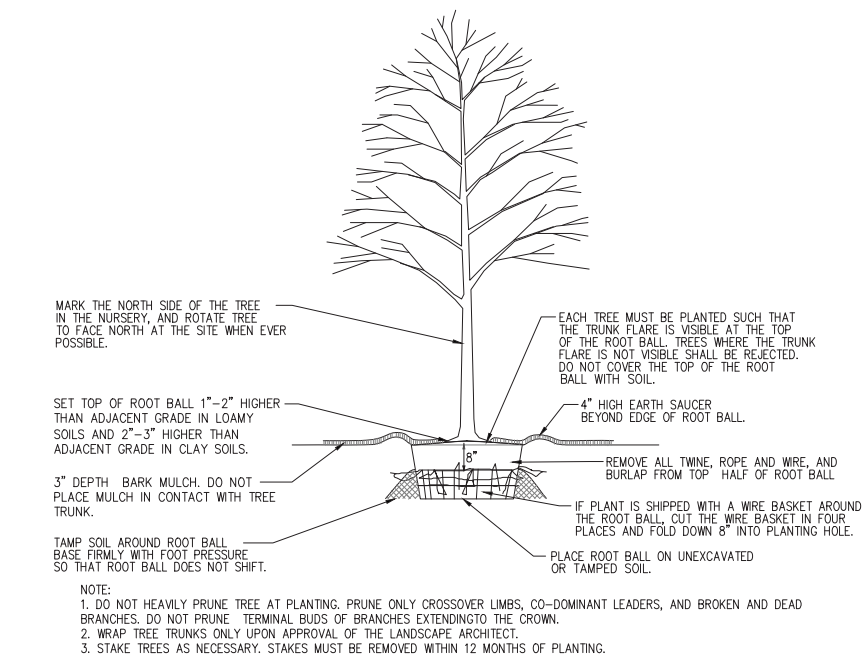 MARK THE NORTH SIDE OF THE TREE
IN THE NURSERY, AND ROTATE TREE
TO FACE NORTH AT THE SITE WHEN EVER
POSSIBLE.
SET TOP OF ROOT BALL 1"-2" HIGHER
THAN ADJACENT GRADE IN LOAMY
SOILS AND 2"-3" HIGHER THAN
ADJACENT GRADE IN CLAY SOILS.
3" DEPTH BARK MULCH. DO NOT
PLACE MULCH IN CONTACT WITH TREE
TRUNK.
TAMP SOIL AROUND ROOT BALL
BASE FIRMLY WITH FOOT PRESSURE
SO THAT ROOT BALL DOES NOT SHIFT.
8"
EACH TREE MUST BE PLANTED SUCH THAT
THE TRUNK FLARE IS VISIBLE AT THE TOP
OF THE ROOT BALL. TREES WHERE THE TRUNK
FLARE IS NOT VISIBLE SHALL BE REJECTED.
DO NOT COVER THE TOP OF THE ROOT
BALL WITH SOIL.
4" HIGH EARTH SAUCER
BEYOND EDGE OF ROOT BALL.
REMOVE ALL TWINE, ROPE AND WIRE, AND
BURLAP FROM TOP HALF OF ROOT BALL
IF PLANT IS SHIPPED WITH A WIRE BASKET AROUND
THE ROOT BALL, CUT THE WIRE BASKET IN FOUR
PLACES AND FOLD DOWN 8" INTO PLANTING HOLE.
PLACE ROOT BALL ON UNEXCAVATED
OR TAMPED SOIL.
NOTE:
1. DO NOT HEAVILY PRUNE TREE AT PLANTING. PRUNE ONLY CROSSOVER LIMBS, CO-DOMINANT LEADERS, AND BROKEN AND DEAD
BRANCHES. DO NOT PRUNE TERMINAL BUDS OF BRANCHES EXTENDINGTO THE CROWN.
2. WRAP TREE TRUNKS ONLY UPON APPROVAL OF THE LANDSCAPE ARCHITECT.
3. STAKE TREES AS NECESSARY. STAKES MUST BE REMOVED WITHIN 12 MONTHS OF PLANTING.